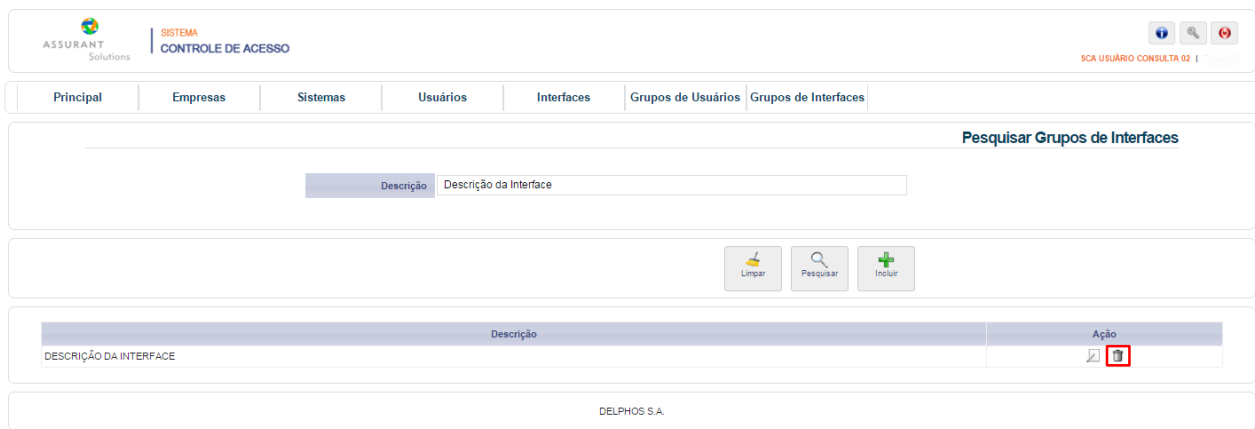 ASSURANT
Solutions
SISTEMA
CONTROLE DE ACESSO
SCA USUÁRIO CONSULTA 02 |
Principal Empresas Sistemas Usuários Interfaces Grupos de Usuários Grupos de Interfaces
Pesquisar Grupos de Interfaces
Descrição Descrição da Interface
Limpar Pesquisar Incluir
Descrição Ação
DESCRIÇÃO DA INTERFACE
DELPHOS S.A.